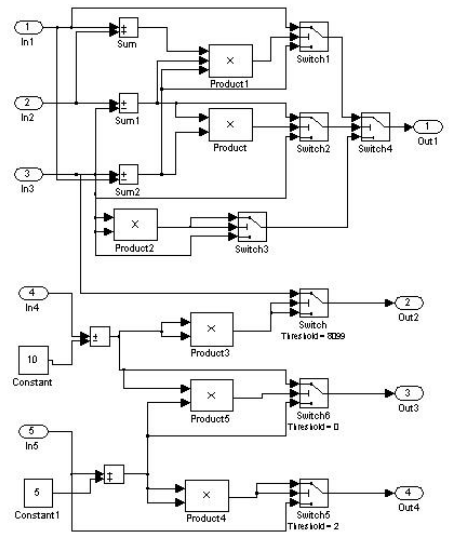 1
In1
Sum
Product1
Switch1
2
In2
Sum1
Product
Switch2
Switch4
1
Out1
3
In3
Sum2
Product2
Switch3
4
In4
Product3
Switch
Threshold = 8099
2
Out2
10
Constant
Product5
Switch6
Threshold = 0
3
Out3
5
In5
5
Constant1
Product4
Switch5
Threshold = 2
4
Out4